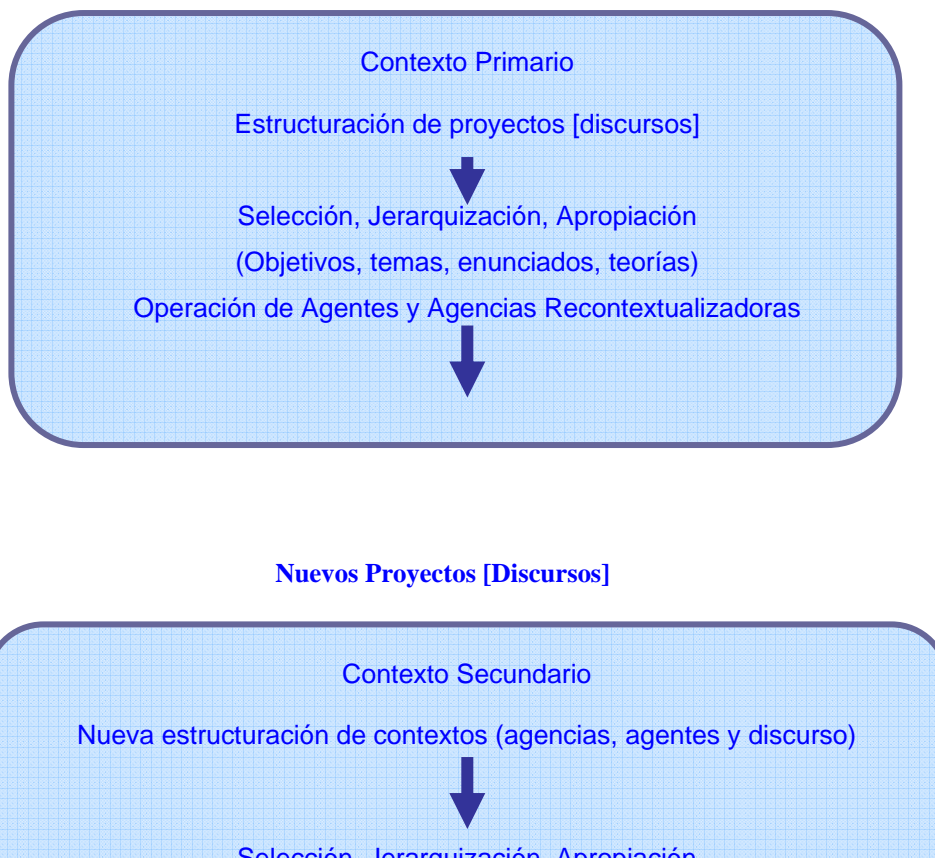 Contexto Primario
Estructuración de proyectos [discursos]
Selección, Jerarquización, Apropiación
(Objetivos, temas, enunciados, teorías)
Operación de Agentes y Agencias Recontextualizadoras
Nuevos Proyectos [Discursos]
Contexto Secundario
Nueva estructuración de contextos (agencias, agentes y discurso)
Selección, Jerarquización, Apropiación